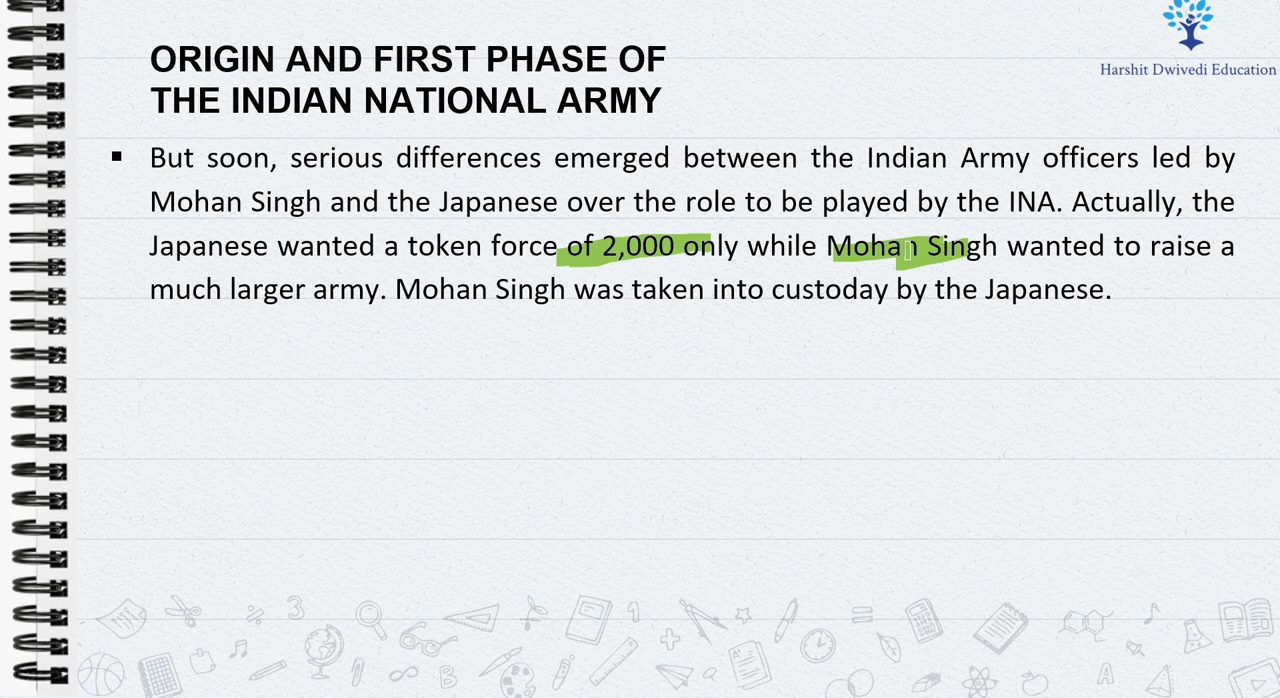 Harshit Dwivedi Education
ORIGIN AND FIRST PHASE OF
THE INDIAN NATIONAL ARMY
▪ But soon, serious differences emerged between the Indian Army officers led by
Mohan Singh and the Japanese over the role to be played by the INA. Actually, the
Japanese wanted a token force of 2,000 only while Mohan Singh wanted to raise a
much larger army. Mohan Singh was taken into custoday by the Japanese.
3
1
B
A